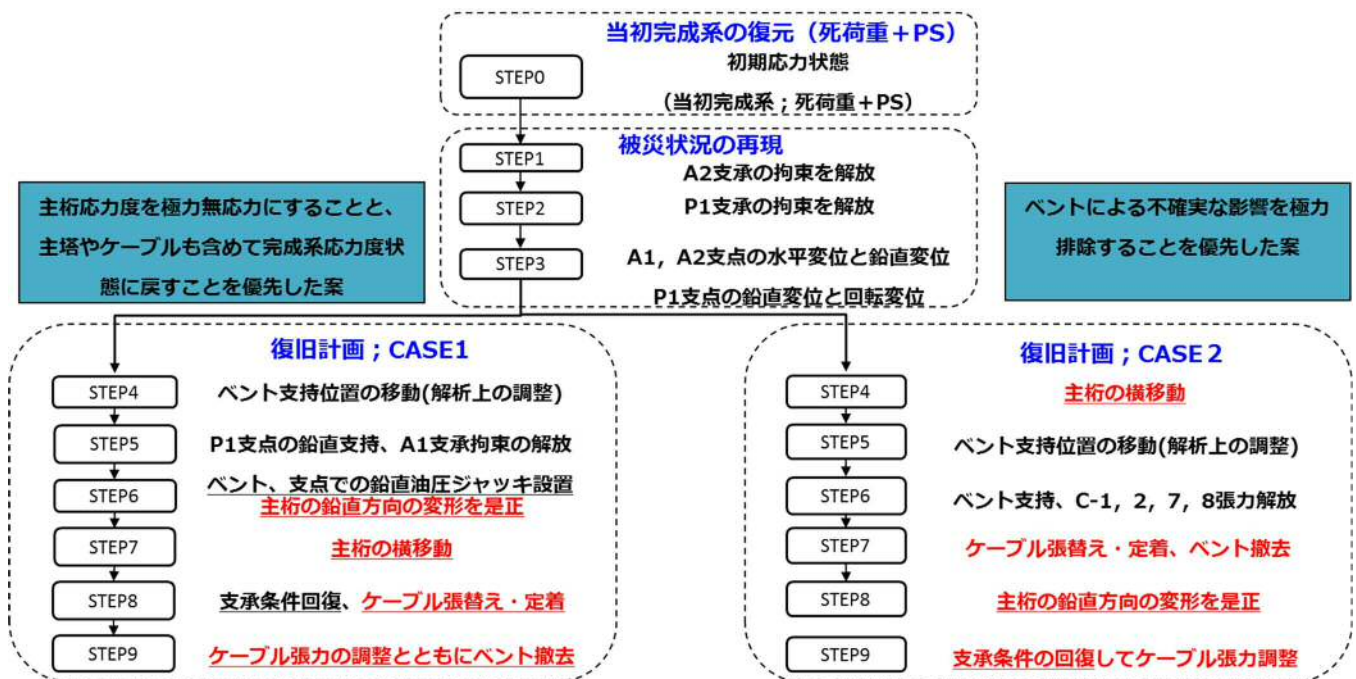 当初完成系の復元（死荷重＋PS）
STEP0
初期応力状態
（当初完成系；死荷重＋PS）
被災状況の再現
STEP1
A2支承の拘束を解放
STEP2
P1支承の拘束を解放
STEP3
A1，A2支点の水平変位と鉛直変位
P1支点の鉛直変位と回転変位
主桁応力度を極力無応力にすることと、
主塔やケーブルも含めて完成系応力度状
態に戻すことを優先した案
ベントによる不確実な影響を極力
排除することを優先した案
復旧計画；CASE1
STEP4
ベント支持位置の移動(解析上の調整)
STEP5
P1支点の鉛直支持、A1支承拘束の解放
STEP6
ベント、支点での鉛直油圧ジャッキ設置
主桁の鉛直方向の変形を是正
STEP7
主桁の横移動
STEP8
支承条件回復、ケーブル張替え・定着
STEP9
ケーブル張力の調整とともにベント撤去
復旧計画；CASE２
STEP4
主桁の横移動
STEP5
ベント支持位置の移動(解析上の調整)
STEP6
ベント支持、C-1，2，7，8張力解放
STEP7
ケーブル張替え・定着、ベント撤去
STEP8
主桁の鉛直方向の変形を是正
STEP9
支承条件の回復してケーブル張力調整